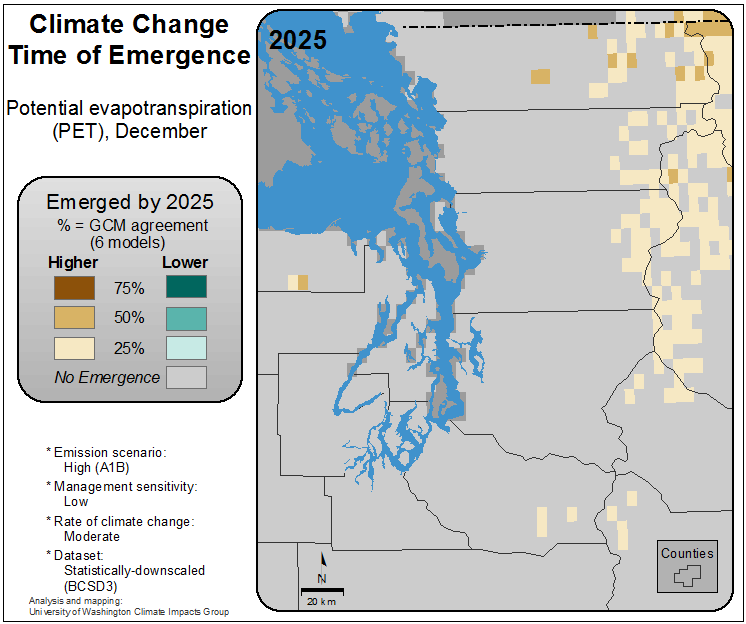 Climate Change
Time of Emergence
Potential evapotranspiration
(PET), December
Emerged by 2025
% = GCM agreement
(6 models)
Higher Lower
75%
50%
25%
No Emergence
* Emission scenario:
High (A1B)
* Management sensitivity:
Low
* Rate of climate change:
Moderate
* Dataset:
Statistically-downscaled
(BCSD3)
Analysis and mapping:
University of Washington Climate Impacts Group
2025
N
20 km
Counties